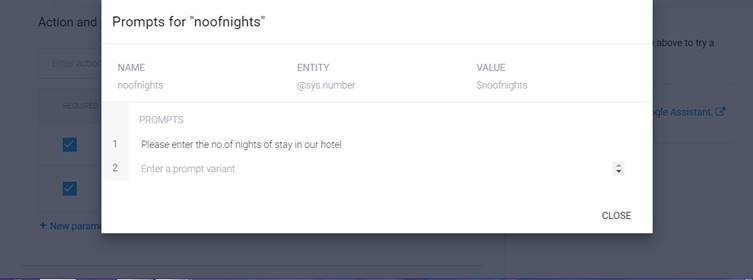 Action and
Prompts for "noofnights"
above to try a
Enter action
NAME
ENTITY
VALUE
noofnights
@sys.number
$noofnights
REQUIRED
gle Assistant.
PROMPTS
1 Please enter the no.of nights of stay in our hotel
2 Enter a prompt variant
+ New param
CLOSE